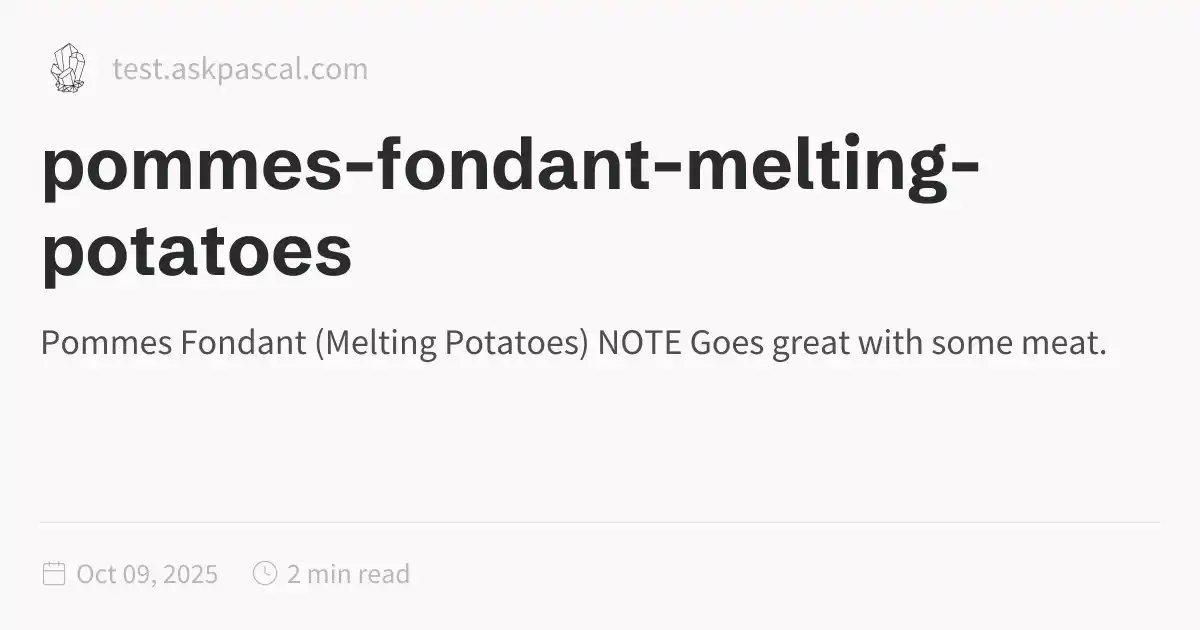 test.askpascal.com
pommes-fondant-melting-
potatoes
Pommes Fondant (Melting Potatoes) NOTE Goes great with some meat.
Oct 09, 2025 2 min read